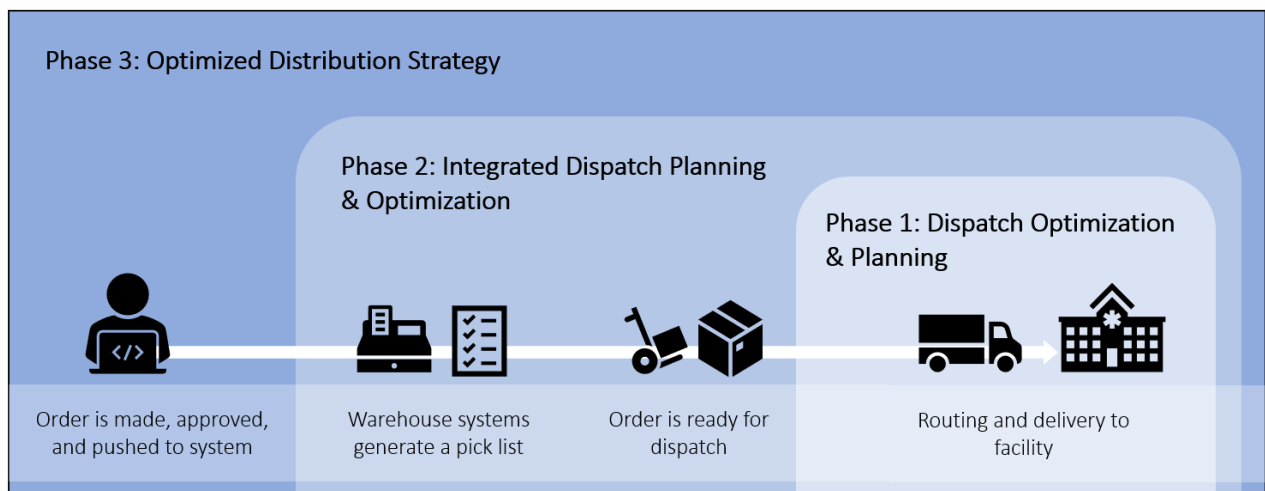 Phase 3: Optimized Distribution Strategy
Phase 2: Integrated Dispatch Planning
& Optimization
Phase 1: Dispatch Optimization
& Planning
</>
Order is made, approved,
and pushed to system
Warehouse systems
generate a pick list
Order is ready for
dispatch
Routing and delivery to
facility